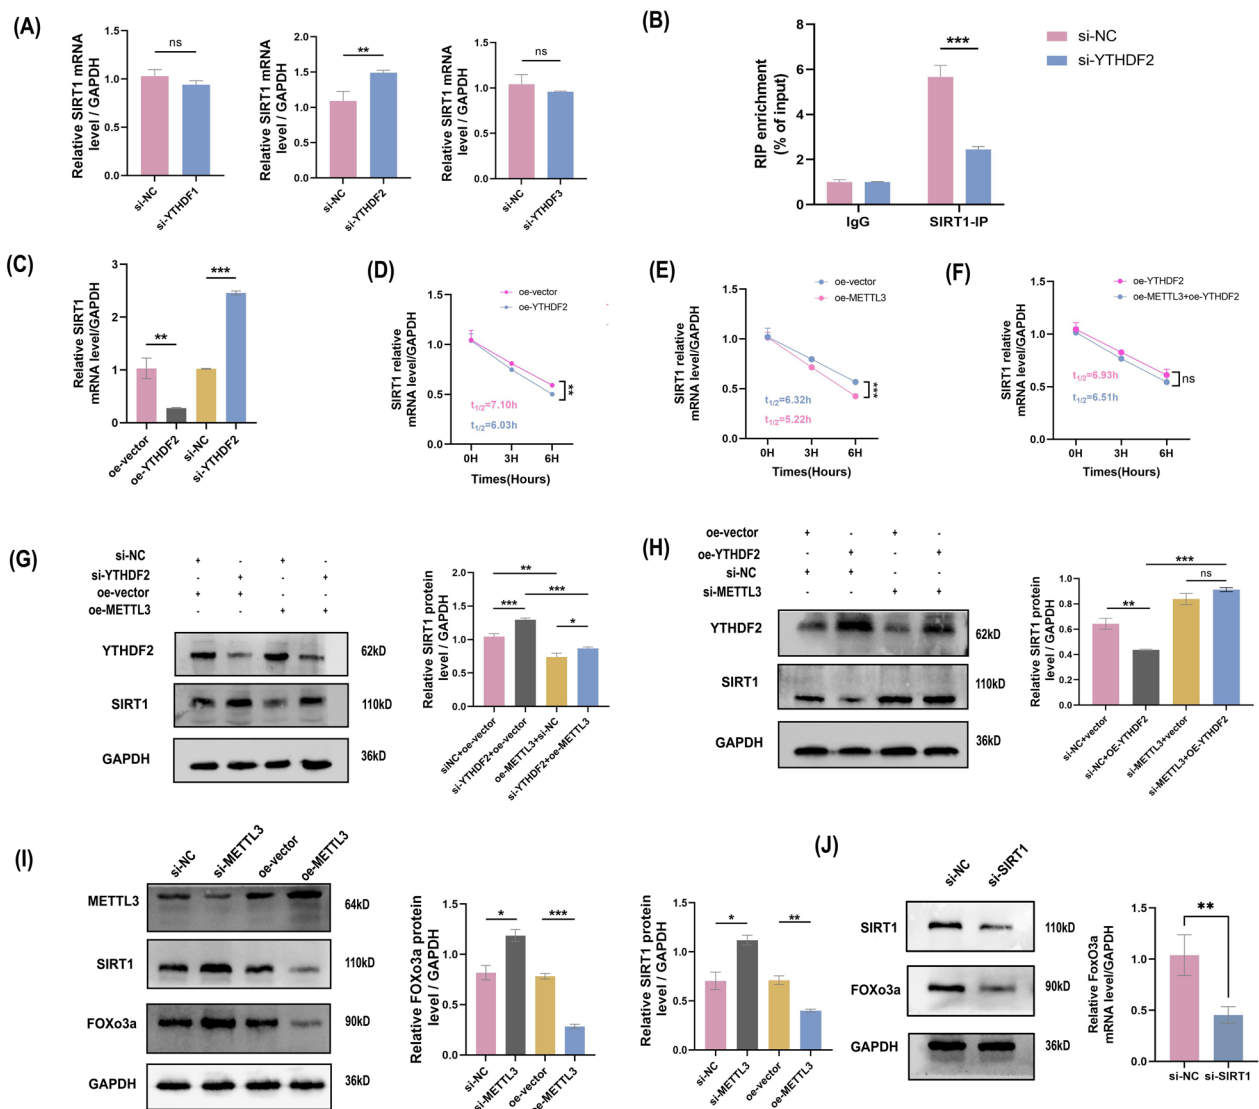 (A)
Relative SIRT1 mRNA
level / GAPDH
1.5
1.0
0.5
0.0
ns
si-NC
si-YTHDF1
Relative SIRT1 mRNA
level / GAPDH
2.0
1.5
1.0
0.5
0.0
**
si-NC
si-YTHDF2
Relative SIRT1 mRNA
level / GAPDH
1.5
1.0
0.5
0.0
ns
si-NC
si-YTHDF3
(B)
RIP enrichment
(% of input)
8
6
4
2
0
***
IgG
SIRT1-IP
si-NC
si-YTHDF2
(C)
Relative SIRT1
mRNA level/GAPDH
3
2
1
0
**
***
oe-vector
oe-YTHDF2
si-NC
si-YTHDF2
(D)
oe-vector
oe-YTHDF2
SIRT1 relative
mRNA level/GAPDH
1.5
1.0
0.5
0.0
**
t1/2=7.10h
t1/2=6.03h
0H
3H
6H
Times(Hours)
(E)
oe-vector
oe-METTL3
SIRT1 relative
mRNA level/GAPDH
1.5
1.0
0.5
0.0
***
t1/2=6.32h
t1/2=5.22h
0H
3H
6H
Times(Hours)
(F)
oe-YTHDF2
oe-METTL3+oe-YTHDF2
SIRT1 relative
mRNA level/GAPDH
1.5
1.0
0.5
0.0
ns
t1/2=6.93h
t1/2=6.51h
0H
3H
6H
Times(Hours)
(G)
si-NC + - + -
si-YTHDF2 - + - +
oe-vector + + - -
oe-METTL3 - - + +
YTHDF2 62kD
SIRT1 110kD
GAPDH 36kD
Relative SIRT1 protein
level / GAPDH
2.0
1.5
1.0
0.5
0.0
**
***
***
*
siNC+oe-vector
si-YTHDF2+oe-vector
oe-METTL3+si-NC
si-YTHDF2+oe-METTL3
(H)
oe-vector + - + -
oe-YTHDF2 - + - +
si-NC + + - -
si-METTL3 - - + +
YTHDF2 62kD
SIRT1 110kD
GAPDH 36kD
Relative SIRT1 protein
level / GAPDH
1.0
0.8
0.6
0.4
0.2
0.0
***
ns
**
si-NC+vector
si-NC+OE-YTHDF2
si-METTL3+vector
si-METTL3+OE-YTHDF2
(I)
si-NC
si-METTL3
oe-vector
oe-METTL3
METTL3 64kD
SIRT1 110kD
FOXo3a 90kD
GAPDH 36kD
Relative FOXo3a protein
level / GAPDH
1.5
1.0
0.5
0.0
*
***
si-NC
si-METTL3
oe-vector
oe-METTL3
Relative SIRT1 protein
level / GAPDH
1.5
1.0
0.5
0.0
*
**
si-NC
si-METTL3
oe-vector
oe-METTL3
(J)
si-NC
si-SIRT1
SIRT1 110kD
FOXo3a 90kD
GAPDH 36kD
Relative FoxO3a
mRNA level/GAPDH
1.5
1.0
0.5
0.0
**
si-NC
si-SIRT1